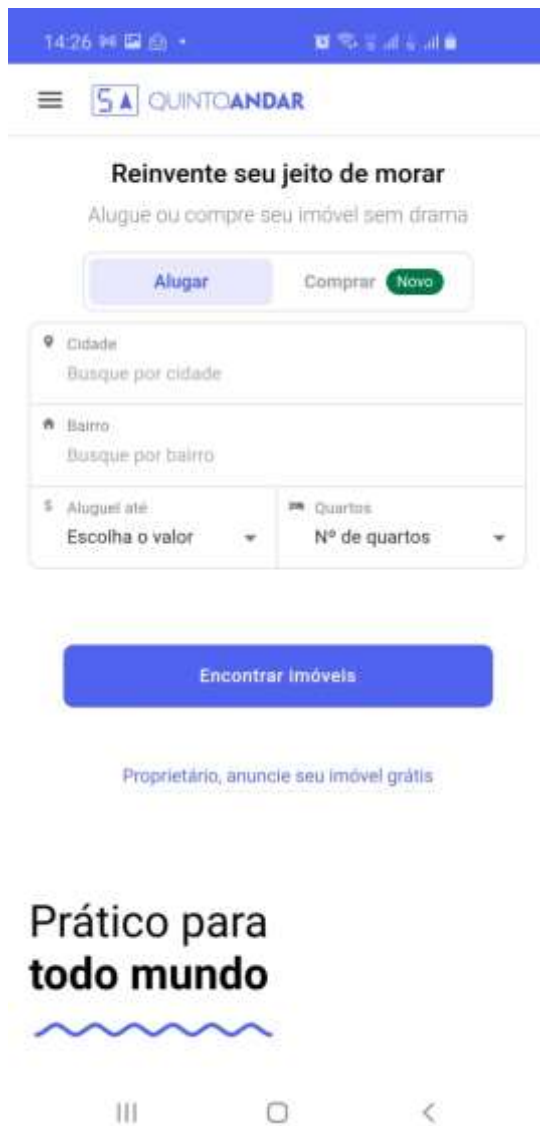 14:26
5A QUINTOANDAR
Reinvente seu jeito de morar
Alugue ou compre seu imóvel sem drama
Alugar
Comprar Novo
Cidade
Busque por cidade
Bairro
Busque por bairro
$ Aluguel até
Escolha o valor
Quartos
Nº de quartos
Encontrar imóveis
Proprietário, anuncie seu imóvel grátis
Prático para
todo mundo